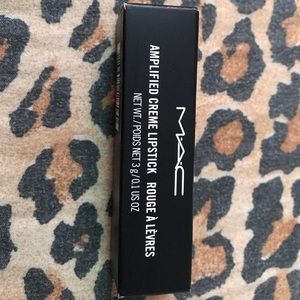 MAC
AMPLIFIED CREME LIPSTICK ROUGE À LÈVRES
NET WT./POIDS NET 3 g/0.1 US OZ